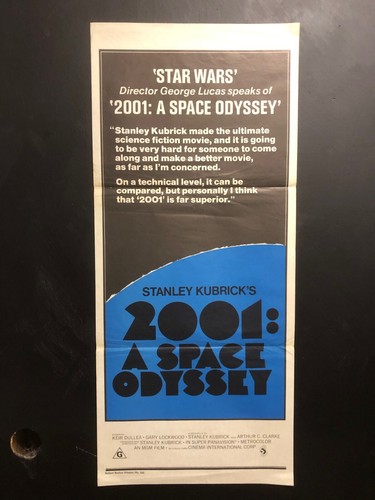 'STAR WARS'
Director George Lucas speaks of
'2001: A SPACE ODYSSEY'
"Stanley Kubrick made the ultimate
science fiction movie, and it is going
to be very hard for someone to come
along and make a better movie,
as far as I'm concerned.
On a technical level, it can be
compared, but personally I think
that '2001' is far superior."
STANLEY KUBRICK'S
2001:
A SPACE
ODYSSEY
KEIR DULLEA • GARY LOCKWOOD • STANLEY KUBRICK AND ARTHUR C. CLARKE
STANLEY KUBRICK • IN SUPER PANAVISION • METROCOLOR
AN MGM FILM • CINEMA INTERNATIONAL CORP.
G